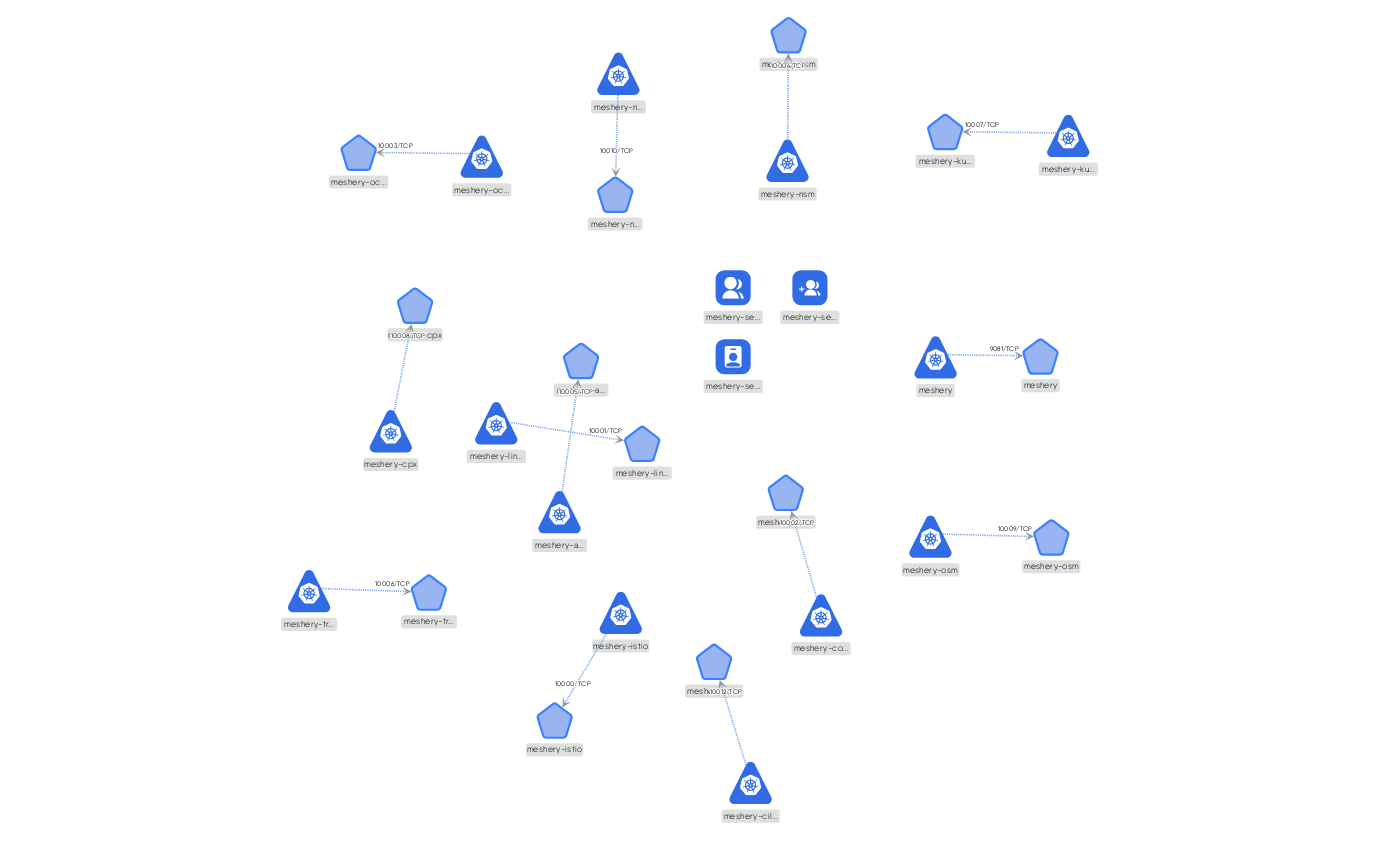 10004/TCP
meshery-n...
10007/TCP
10003/TCP
10010/TCP
meshery-ku...
meshery-ku...
meshery-oc...
meshery-oc...
meshery-nsm
meshery-n...
meshery-se...
meshery-se...
10008/TCP
9081/TCP
meshery-se...
meshery
meshery
10005/TCP
10001/TCP
meshery-lin...
meshery-cpx
meshery-lin...
10002/TCP
10009/TCP
meshery-a...
meshery-osm
meshery-osm
10006/TCP
meshery-tr...
meshery-tr...
meshery-istio
meshery-co...
10000/TCP
10012/TCP
meshery-istio
meshery-cil...